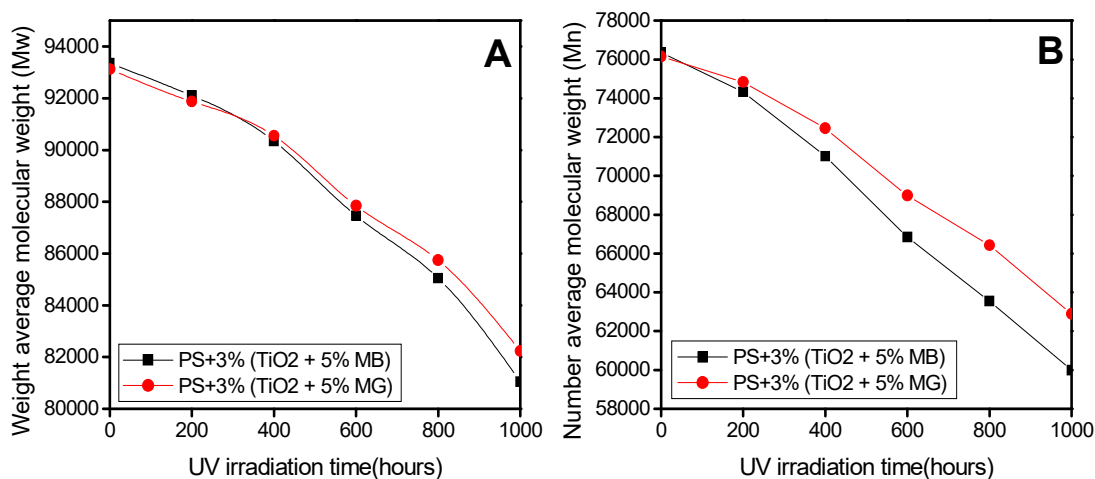 A
Weight average molecular weight (Mw)
94000
92000
90000
88000
86000
84000
82000
80000
PS+3% (TiO2 + 5% MB)
PS+3% (TiO2 + 5% MG)
0 200 400 600 800 1000
UV irradiation time(hours)
B
Number average molecular weight (Mn)
78000
76000
74000
72000
70000
68000
66000
64000
62000
60000
58000
PS+3% (TiO2 + 5% MB)
PS+3% (TiO2 + 5% MG)
0 200 400 600 800 1000
UV irradiation time(hours)